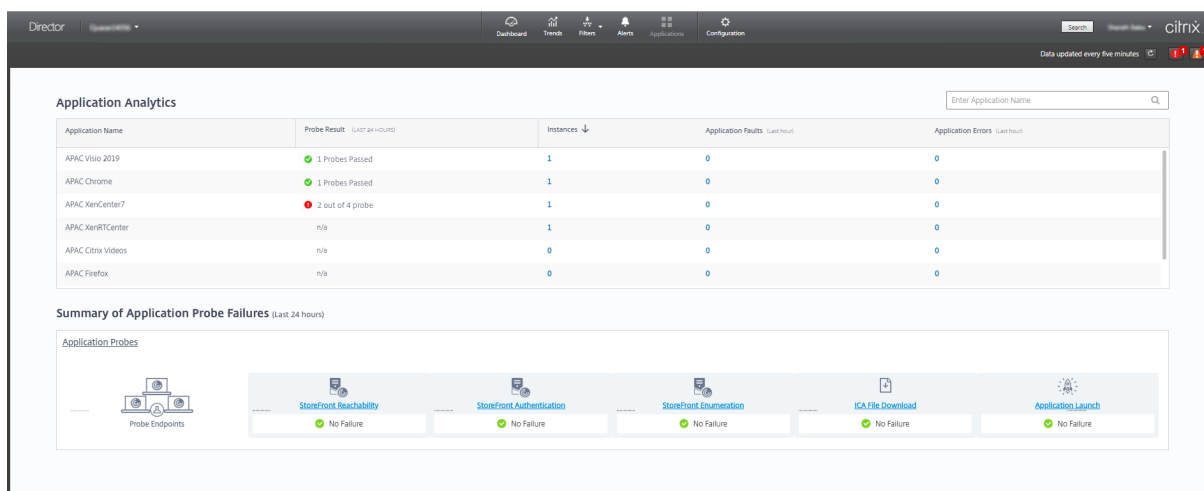 Director
Dashboard Trends Filters Alerts Applications Configuration
Search
citrix
Data updated every five minutes
1
Application Analytics
Enter Application Name
Application Name Probe Result (LAST 24 HOURS) Instances Application Faults (Last hour) Application Errors (Last hour)
APAC Visio 2019 1 Probes Passed 1 0 0
APAC Chrome 1 Probes Passed 1 0 0
APAC XenCenter7 2 out of 4 probe 1 0 0
APAC XenRTCenter n/a 1 0 0
APAC Citrix Videos n/a 0 0 0
APAC Firefox n/a 0 0 0
Summary of Application Probe Failures (Last 24 hours)
Application Probes
Probe Endpoints
StoreFront Reachability StoreFront Authentication StoreFront Enumeration ICA File Download Application Launch
No Failure No Failure No Failure No Failure No Failure